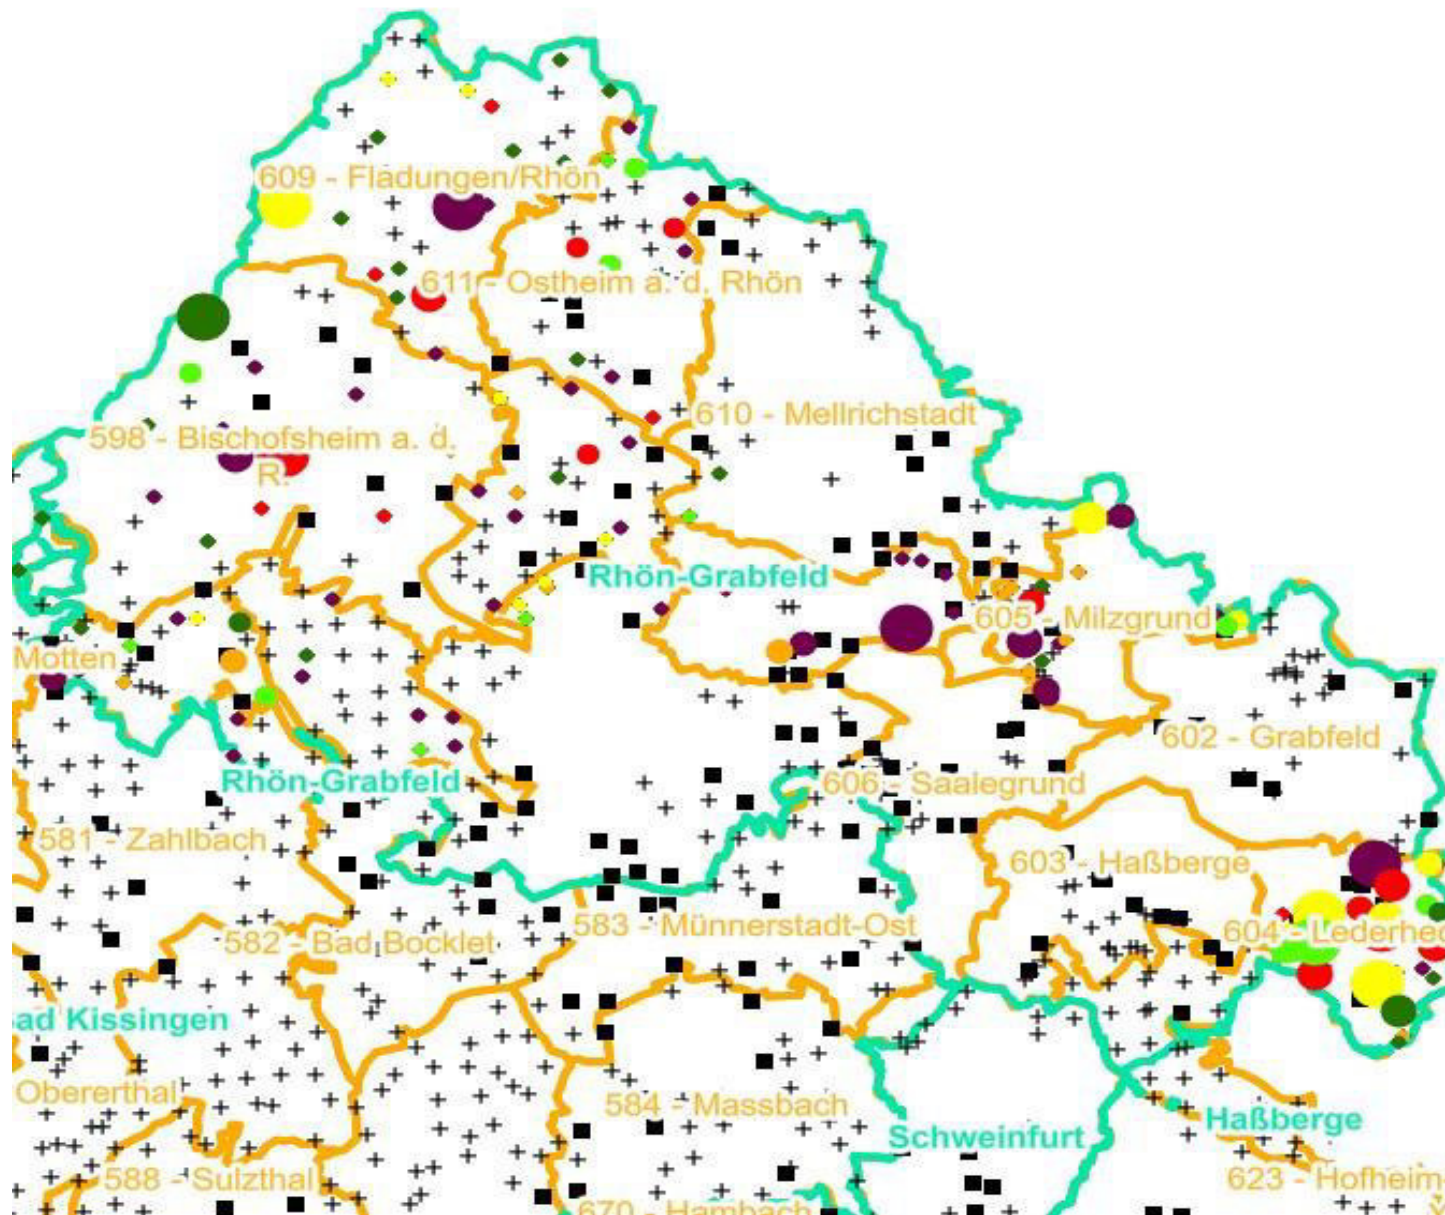 609 - Fladungen/Rhön
611 - Ostheim a. d. Rhön
610 - Mellrichstadt
598 - Bischofsheim a. d.
R.
Rhön-Grabfeld
605 - Milzgrund
Motten
602 - Grabfeld
Rhön-Grabfeld
606 - Saalegrund
581 - Zahlbach
603 - Haßberge
583 - Münnerstadt-Ost
604 - Lederhec
582 - Bad Bocklet
ad Kissingen
Obererthal
584 - Massbach
Haßberge
Schweinfurt
588 - Sulzthal
623 - Hofheim
670 - Hambach